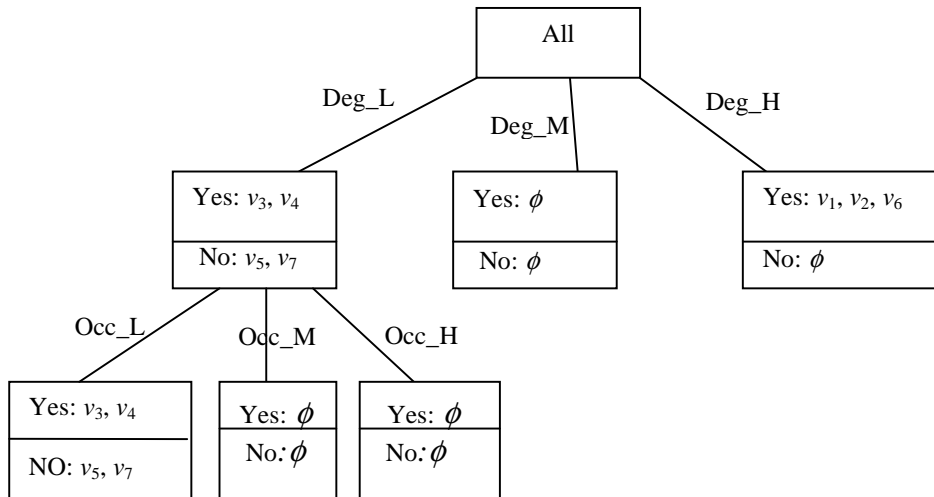 All
Deg_L
Deg_M
Deg_H
Yes: v₃, v₄
No: v₅, v₇
Yes: ϕ
No: ϕ
Yes: v₁, v₂, v₆
No: ϕ
Occ_L
Occ_M
Occ_H
Yes: v₃, v₄
NO: v₅, v₇
Yes: ϕ
No: ϕ
Yes: ϕ
No: ϕ